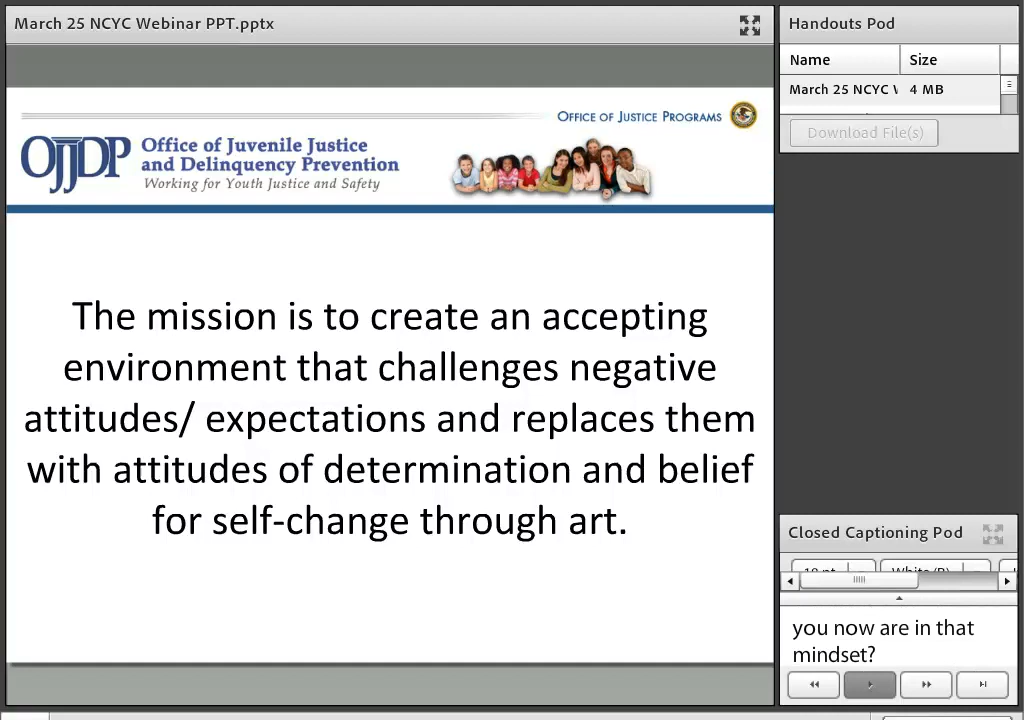 March 25 NCYC Webinar PPT.pptx
Handouts Pod
Name Size
March 25 NCYC 4 MB
Download File(s)
OFFICE OF JUSTICE PROGRAMS
OJJDP
Office of Juvenile Justice
and Delinquency Prevention
Working for Youth Justice and Safety
The mission is to create an accepting
environment that challenges negative
attitudes/ expectations and replaces them
with attitudes of determination and belief
for self-change through art.
Closed Captioning Pod
you now are in that
mindset?